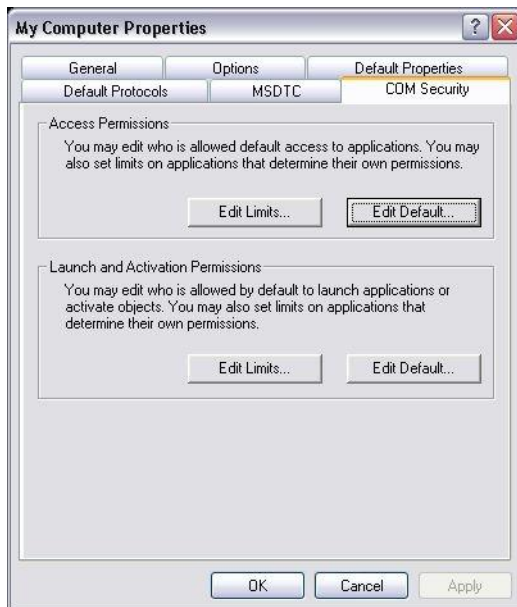 My Computer Properties
?
General Options Default Properties
Default Protocols MSDTC COM Security
Access Permissions
You may edit who is allowed default access to applications. You may
also set limits on applications that determine their own permissions.
Edit Limits... Edit Default...
Launch and Activation Permissions
You may edit who is allowed by default to launch applications or
activate objects. You may also set limits on applications that
determine their own permissions.
Edit Limits... Edit Default...
OK Cancel Apply